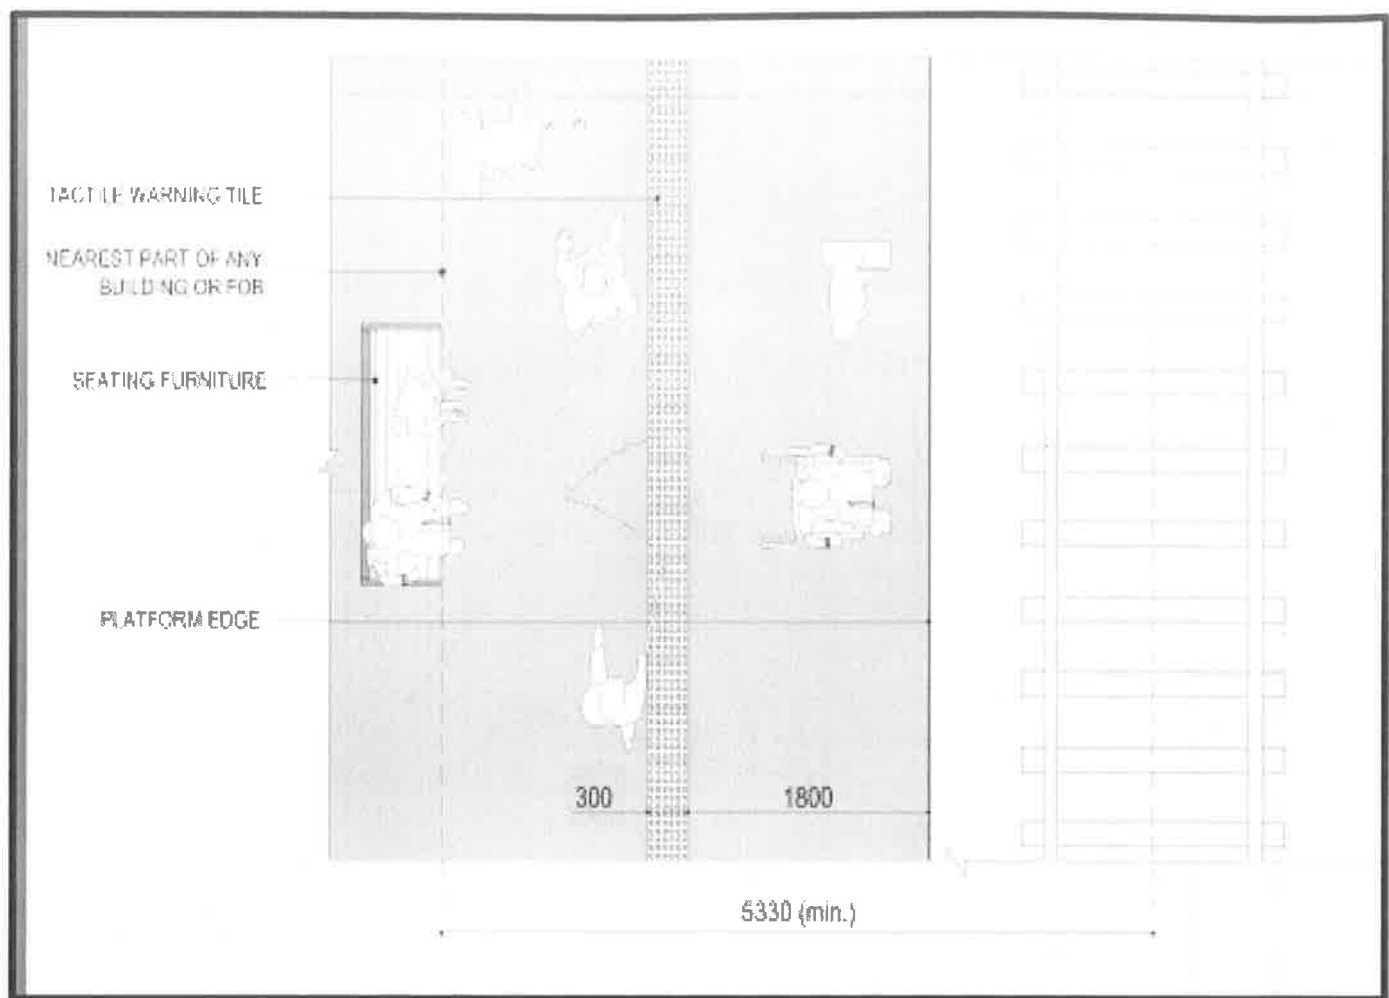 TACTILE WARNING TILE
NEAREST PART OF ANY
BUILDING OR FOB
SEATING FURNITURE
PLATFORM EDGE
300
1800
5330 (min.)